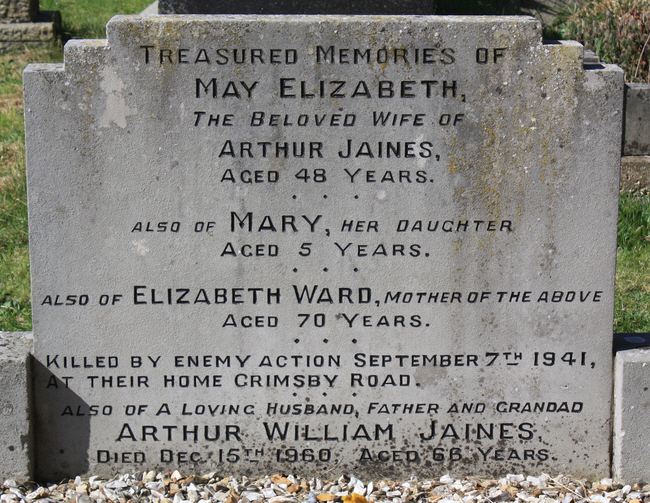 TREASURED MEMORIES OF
MAY ELIZABETH,
THE BELOVED WIFE OF
ARTHUR JAINES,
AGED 48 YEARS.
ALSO OF MARY, HER DAUGHTER
AGED 5 YEARS.
ALSO OF ELIZABETH WARD, MOTHER OF THE ABOVE
AGED 70 YEARS.
KILLED BY ENEMY ACTION SEPTEMBER 7TH 1941,
AT THEIR HOME GRIMSBY ROAD.
ALSO OF A LOVING HUSBAND, FATHER AND GRANDAD
ARTHUR WILLIAM JAINES,
DIED DEC. 15TH 1960. AGED 66 YEARS.